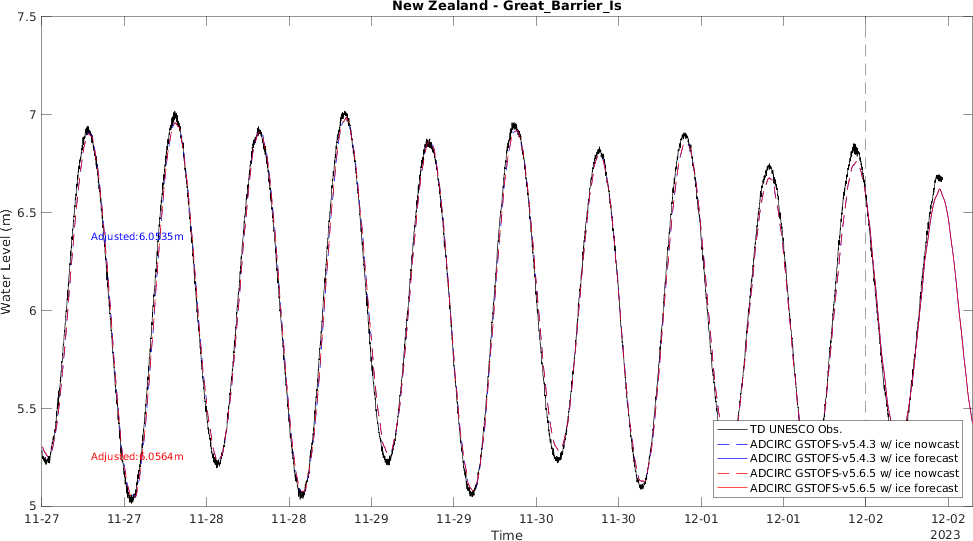 New Zealand - Great_Barrier_Is
7.5
7
6.5
6
5.5
5
Water Level (m)
Adjusted:6.0535m
Adjusted:6.0564m
TD UNESCO Obs.
ADCIRC GSTOFS-v5.4.3 w/ ice nowcast
ADCIRC GSTOFS-v5.4.3 w/ ice forecast
ADCIRC GSTOFS-v5.6.5 w/ ice nowcast
ADCIRC GSTOFS-v5.6.5 w/ ice forecast
11-27 11-27 11-28 11-28 11-29 11-29 11-30 11-30 12-01 12-01 12-02 12-02
Time
2023